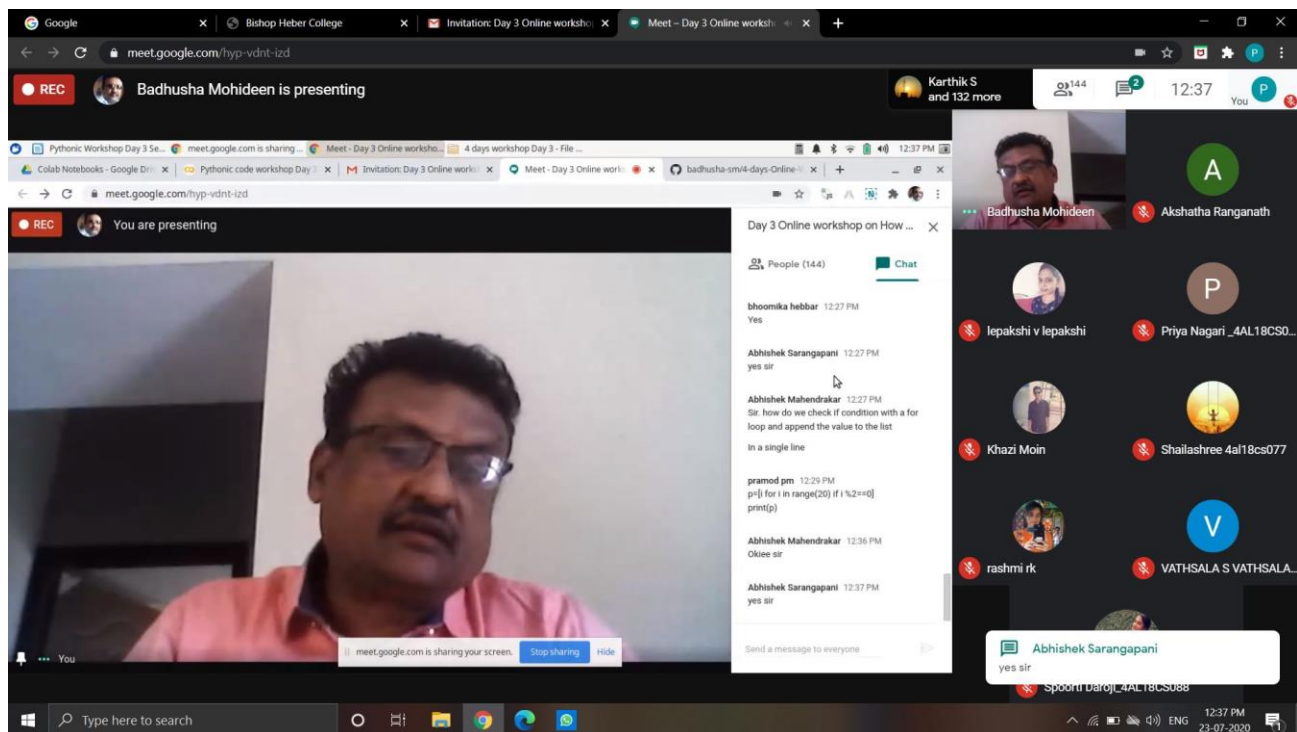 Google
Bishop Heber College
Invitation: Day 3 Online worksho
Meet – Day 3 Online worksh
meet.google.com/hyp-vdnt-izd
REC
Badhusha Mohideen is presenting
Karthik S
and 132 more
144
2
12:37
You
P
Pythonic Workshop Day 3 Se...
meet.google.com is sharing ...
Meet - Day 3 Online worksho...
4 days workshop Day 3 - File ...
12:37 PM
Colab Notebooks - Google Dri
Pythonic code workshop Day
Invitation: Day 3 Online work
Meet - Day 3 Online work
badhusha-sm/4-days-Online-
meet.google.com/hyp-vdnt-izd
REC
You are presenting
Day 3 Online workshop on How ...
People (144)
Chat
bhoomika hebbar 12:27 PM
Yes
Abhishek Sarangapani 12:27 PM
yes sir
Abhishek Mahendrakar 12:27 PM
Sir. how do we check if condition with a for
loop and append the value to the list
In a single line
pramod pm 12:29 PM
p=[i for i in range(20) if i %2==0]
print(p)
Abhishek Mahendrakar 12:36 PM
Okiee sir
Abhishek Sarangapani 12:37 PM
yes sir
Send a message to everyone
You
meet.google.com is sharing your screen.
Stop sharing
Hide
Badhusha Mohideen
A
Akshatha Ranganath
lepakshi v lepakshi
P
Priya Nagari _4AL18CS0...
Khazi Moin
Shailashree 4al18cs077
rashmi rk
V
VATHSALA S VATHSALA...
Abhishek Sarangapani
yes sir
Spoorti Daroji_4AL18CS088
Type here to search
ENG
12:37 PM
23-07-2020